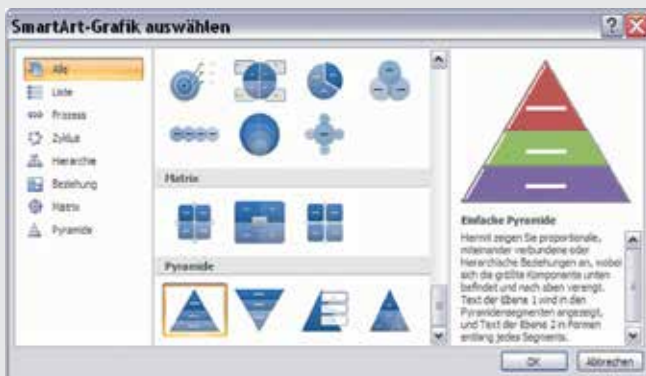 SmartArt-Grafik auswählen
Alle
Liste
Prozess
Zyklus
Hierarchie
Beziehung
Matrix
Pyramide
Matrix
Pyramide
Einfache Pyramide
Hiermit zeigen Sie proportionale,
miteinander verbundene oder
hierarchische Beziehungen an, wobei
sich die größte Komponente unten
befindet und nach oben verengt.
Text der Ebene 1 wird in den
Pyramidensegmenten angezeigt,
und Text der Ebene 2 in Formen
entlang jedes Segments.
OK
Abbrechen